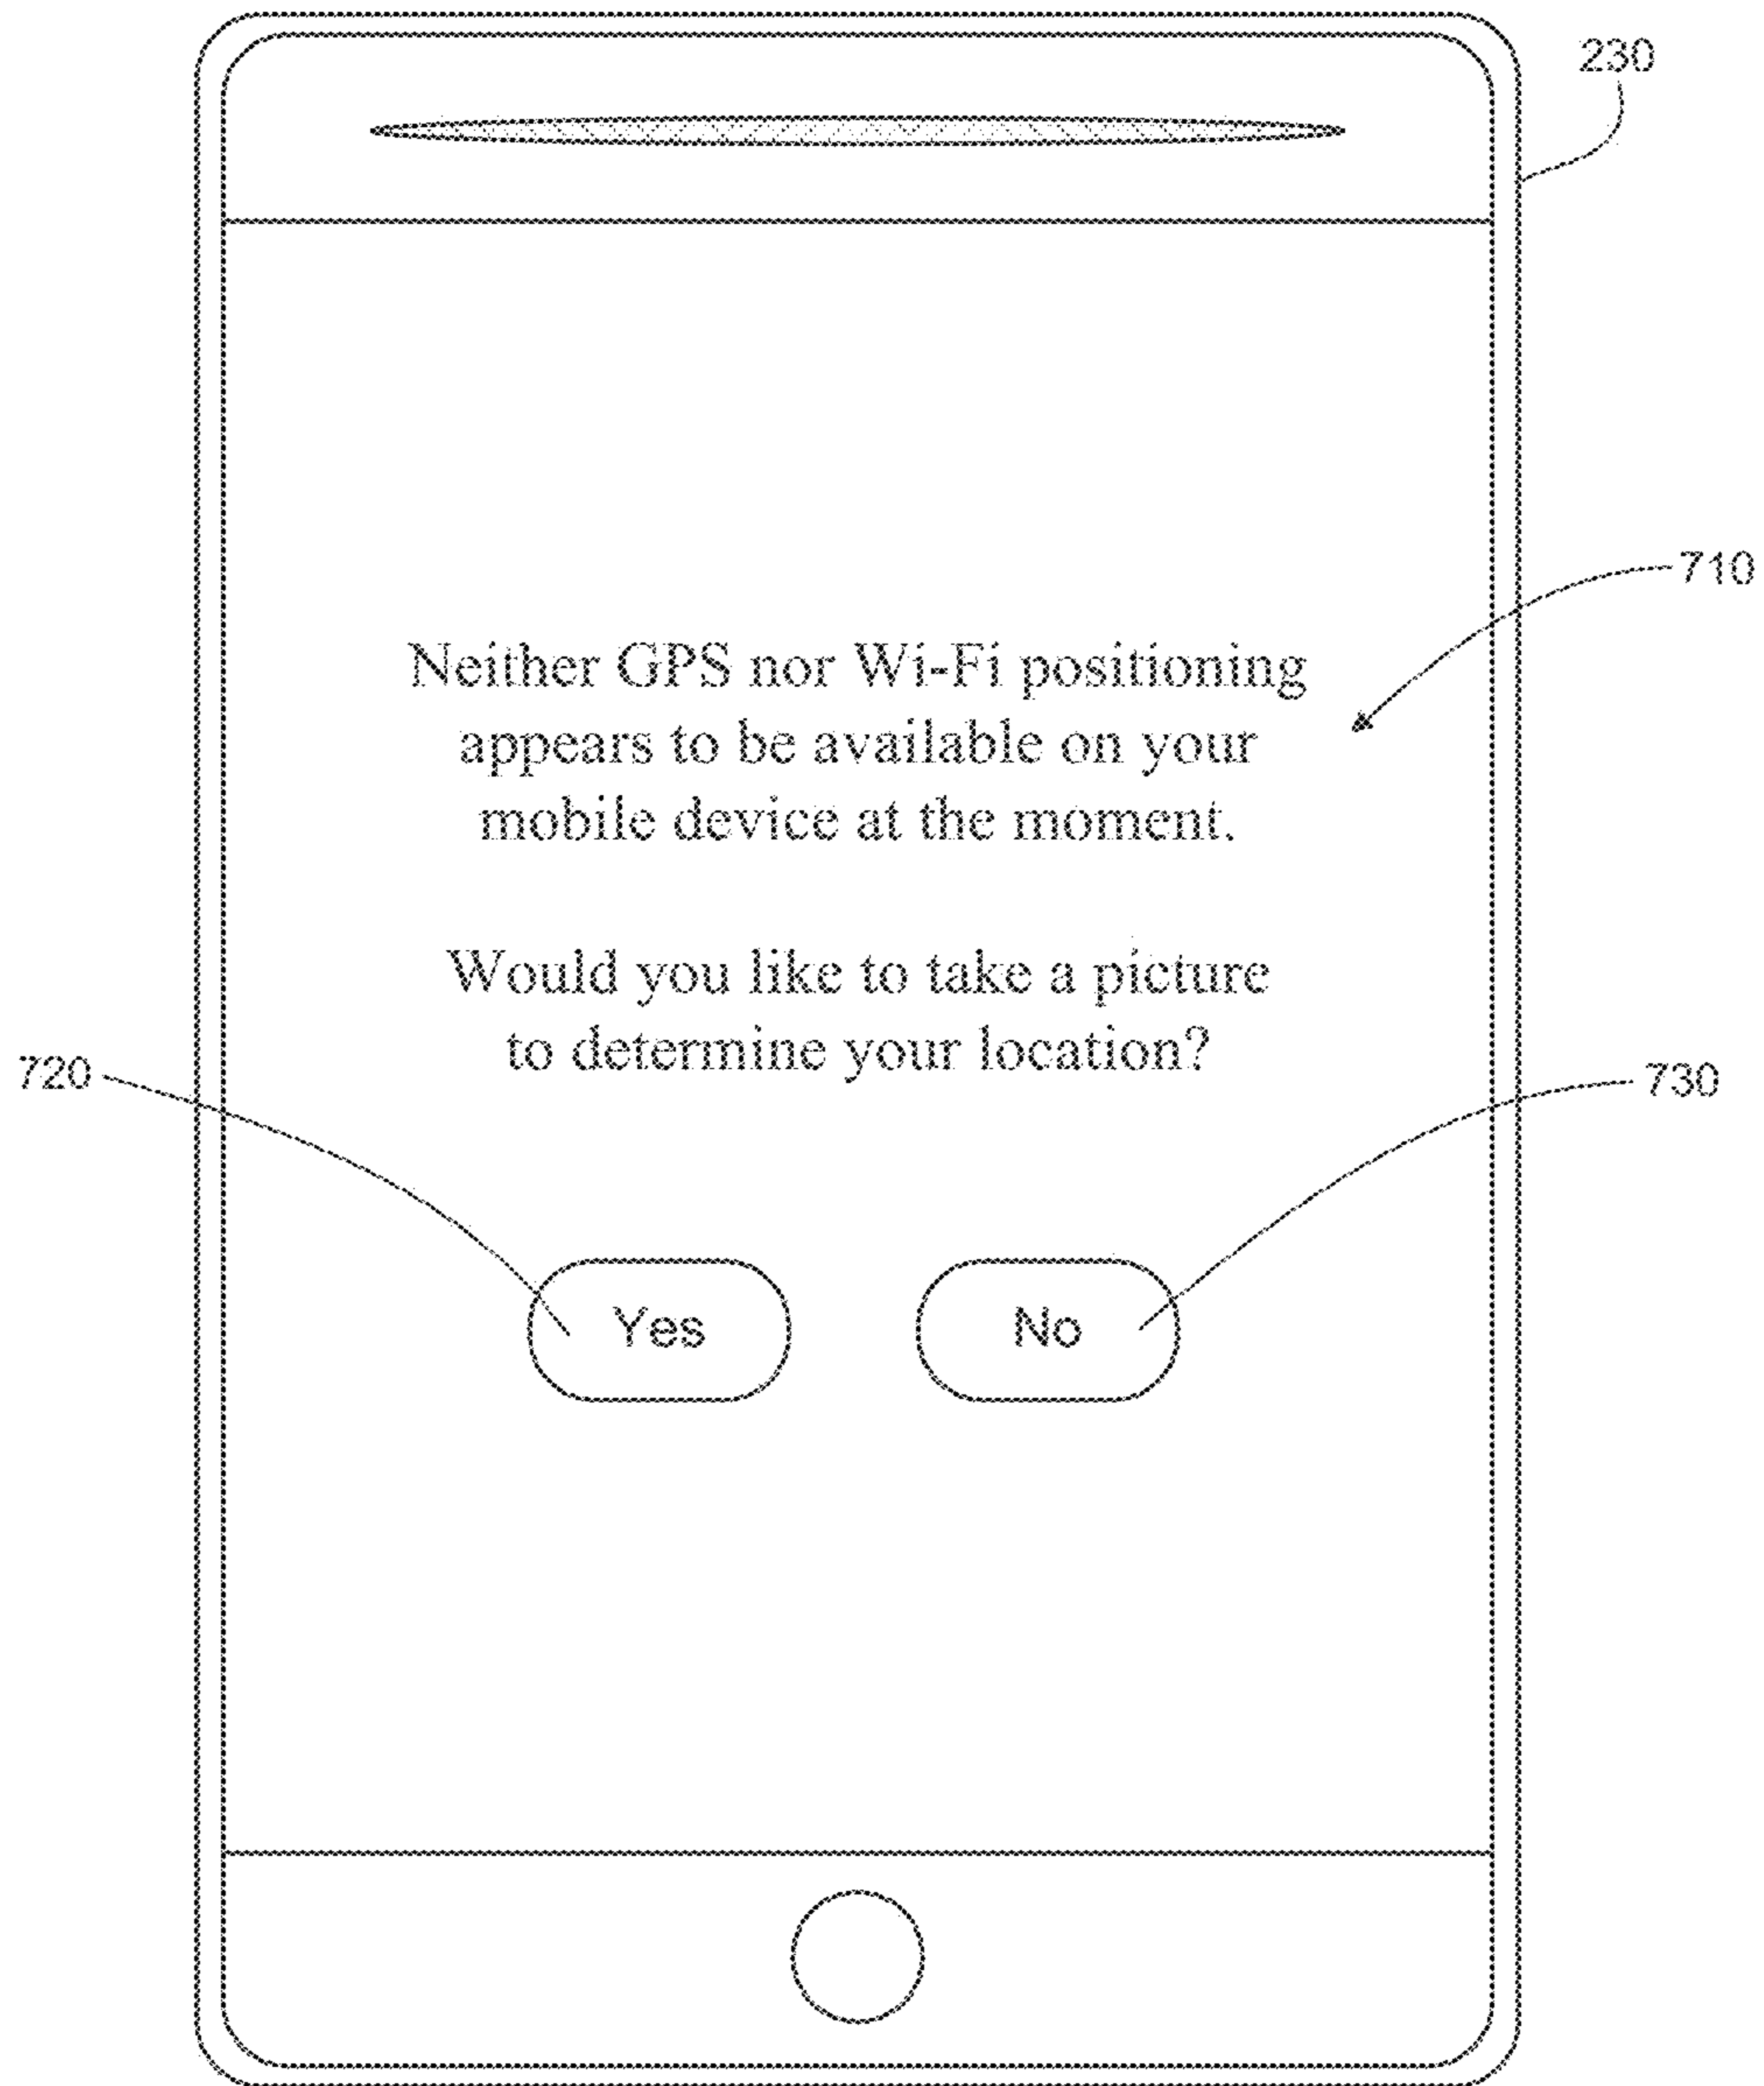 230
710
Neither GPS nor Wi-Fi positioning
appears to be available on your
mobile device at the moment.
Would you like to take a picture
to determine your location?
720
730
Yes
No